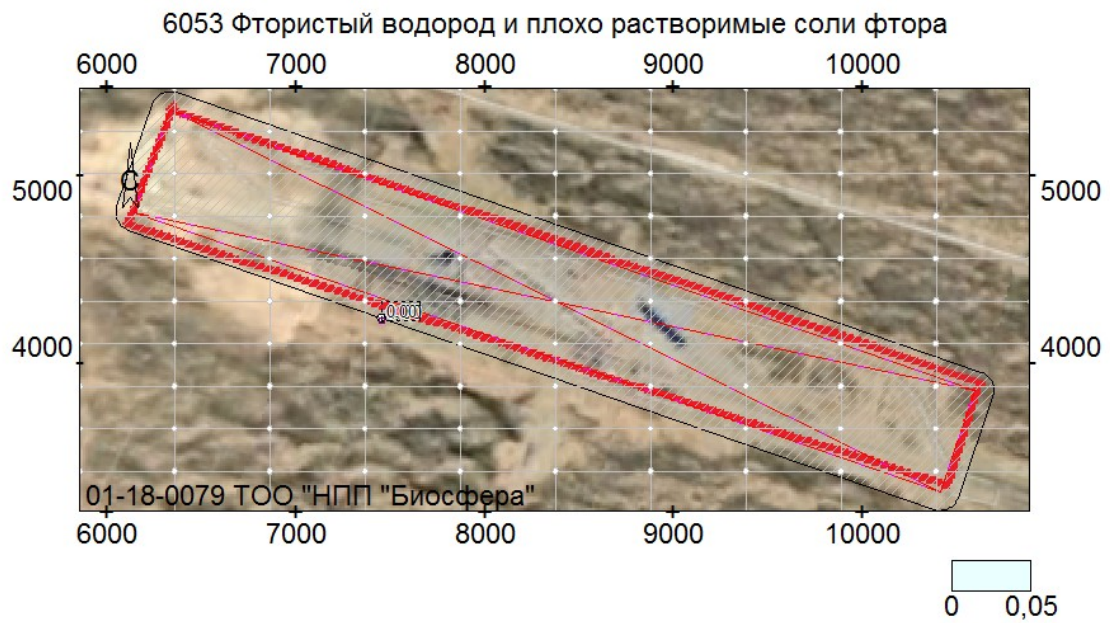 6053 Фтористый водород и плохо растворимые соли фтора
6000 7000 8000 9000 10000
5000 5000
0.00
4000 4000
01-18-0079 ТОО "НПП "Биосфера"
6000 7000 8000 9000 10000
0 0,05